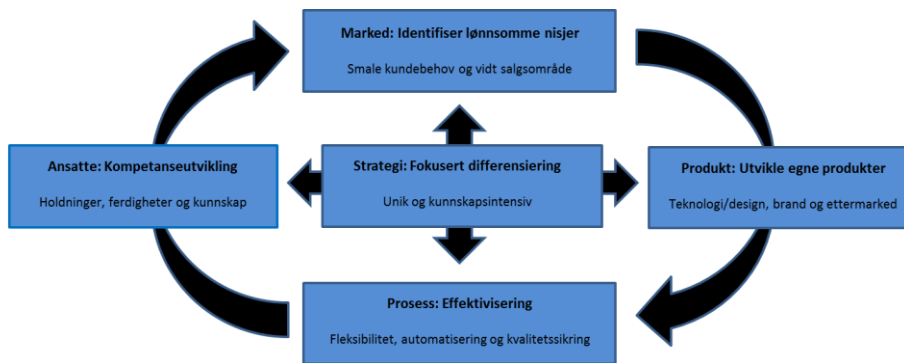 Marked: Identifiser lønnsomme nisjer
Smale kundebehov og vidt salgsområde
Ansatte: Kompetanseutvikling
Holdninger, ferdigheter og kunnskap
Strategi: Fokusert differensiering
Unik og kunnskapsintensiv
Produkt: Utvikle egne produkter
Teknologi/design, brand og ettermarked
Prosess: Effektivisering
Fleksibilitet, automatisering og kvalitetssikring